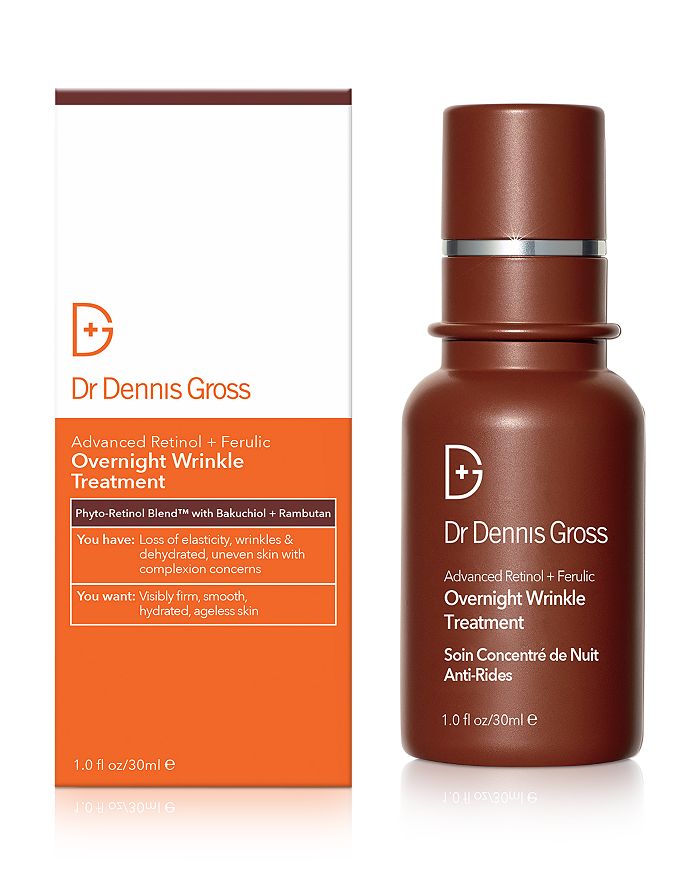 Dr Dennis Gross
Advanced Retinol + Ferulic
Overnight Wrinkle
Treatment
Phyto-Retinol Blend™ with Bakuchiol + Rambutan
You have: Loss of elasticity, wrinkles &
dehydrated, uneven skin with
complexion concerns
You want: Visibly firm, smooth,
hydrated, ageless skin
1.0 fl oz/30ml ℮
Dr Dennis Gross
Advanced Retinol + Ferulic
Overnight Wrinkle
Treatment
Soin Concentré de Nuit
Anti-Rides
1.0 fl oz/30ml ℮